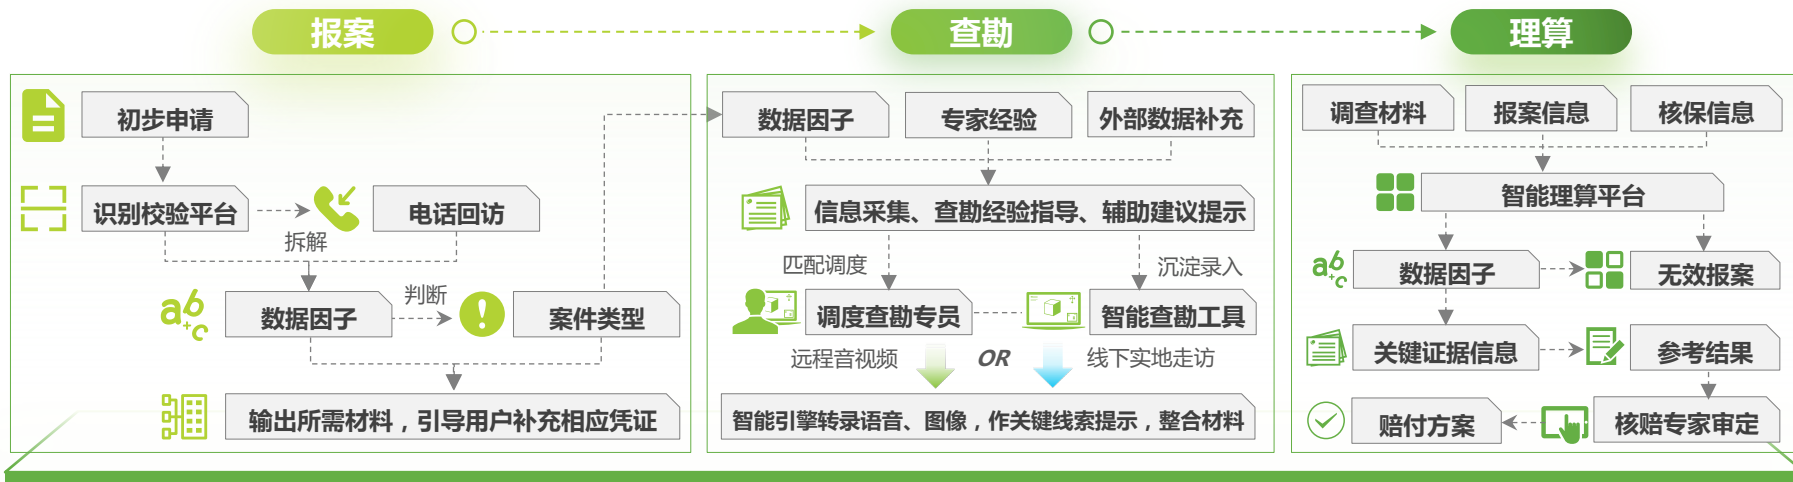 报案
查勘
理算
初步申请
识别校验平台
电话回访
拆解
数据因子
判断
案件类型
输出所需材料，引导用户补充相应凭证
数据因子
专家经验
外部数据补充
信息采集、查勘经验指导、辅助建议提示
匹配调度
沉淀录入
调度查勘专员
智能查勘工具
远程音视频
OR
线下实地走访
智能引擎转录语音、图像，作关键线索提示，整合材料
调查材料
报案信息
核保信息
智能理算平台
数据因子
无效报案
关键证据信息
参考结果
赔付方案
核赔专家审定